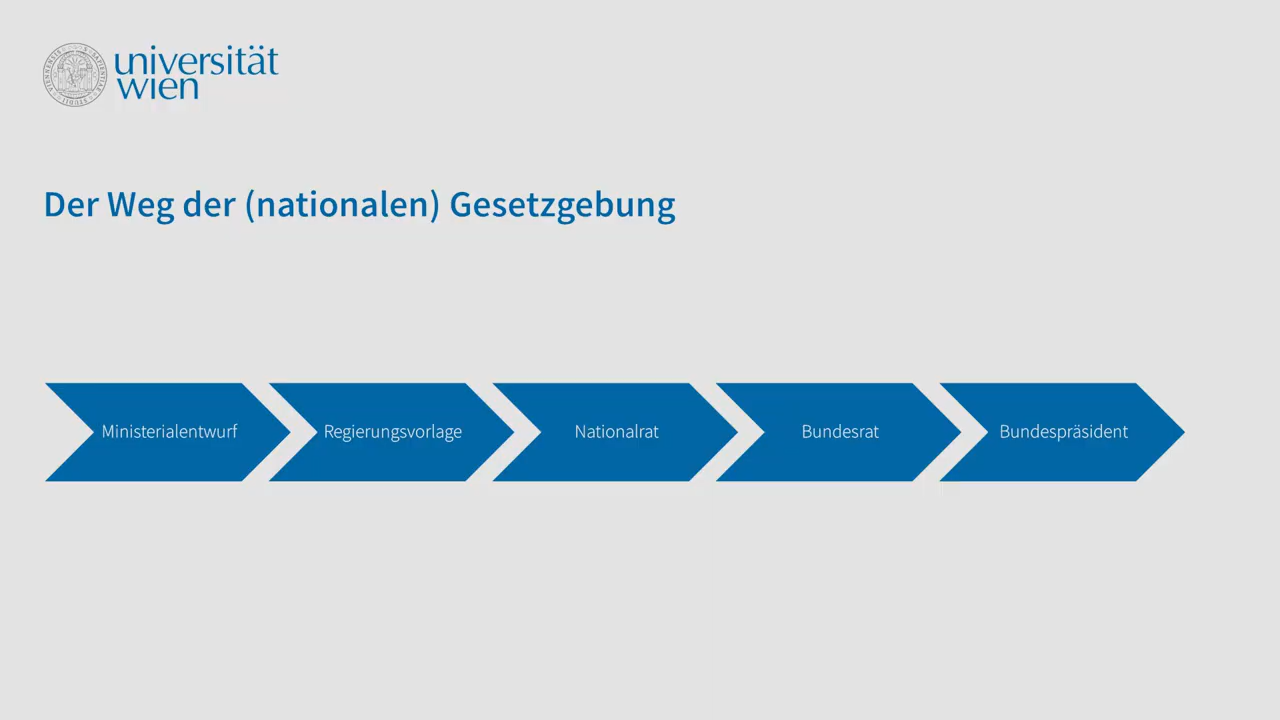 universität
wien
Der Weg der (nationalen) Gesetzgebung
Ministerialentwurf
Regierungsvorlage
Nationalrat
Bundesrat
Bundespräsident